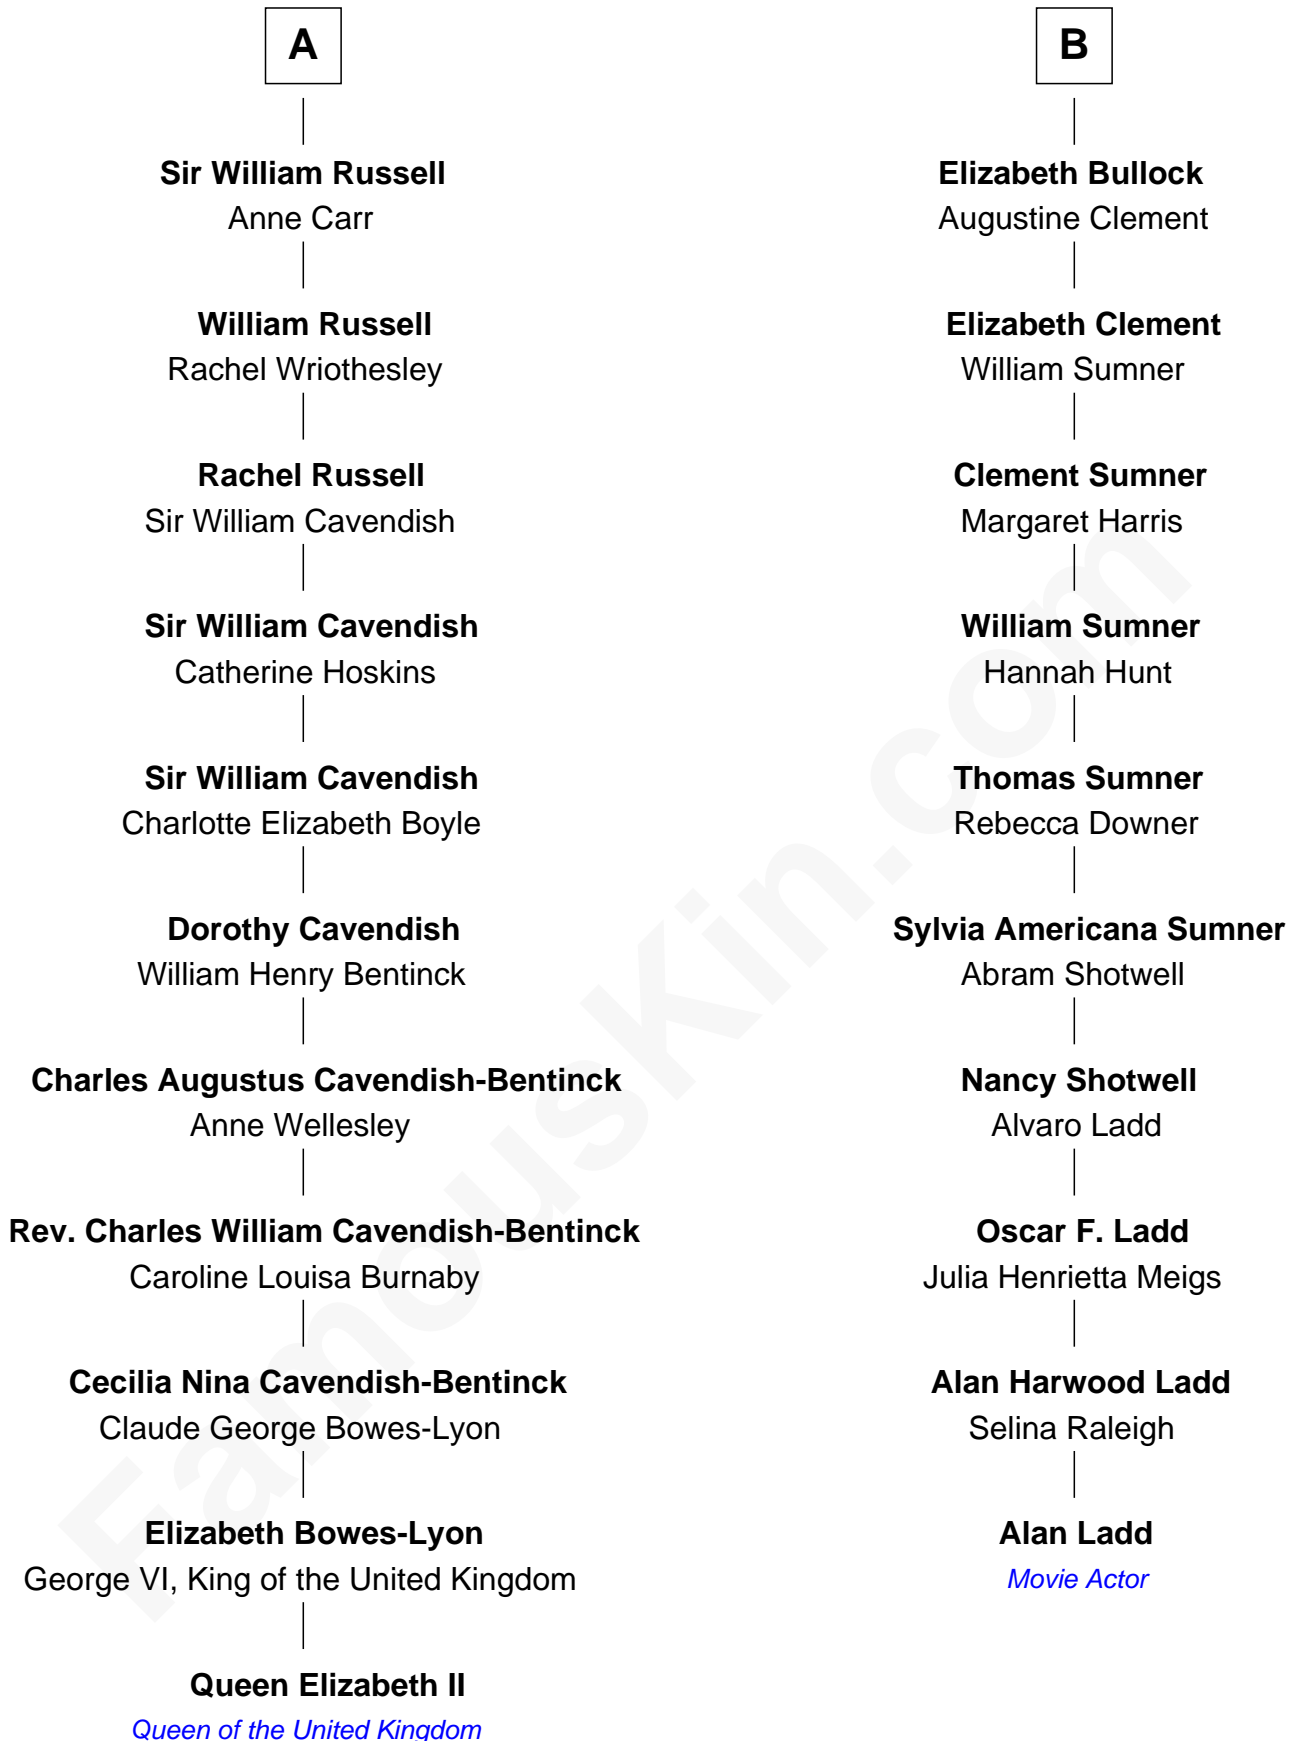 A
Sir William Russell
Anne Carr
William Russell
Rachel Wriothesley
Rachel Russell
Sir William Cavendish
Sir William Cavendish
Catherine Hoskins
Sir William Cavendish
Charlotte Elizabeth Boyle
Dorothy Cavendish
William Henry Bentinck
Charles Augustus Cavendish-Bentinck
Anne Wellesley
Rev. Charles William Cavendish-Bentinck
Caroline Louisa Burnaby
Cecilia Nina Cavendish-Bentinck
Claude George Bowes-Lyon
Elizabeth Bowes-Lyon
George VI, King of the United Kingdom
Queen Elizabeth II
Queen of the United Kingdom
B
Elizabeth Bullock
Augustine Clement
Elizabeth Clement
William Sumner
Clement Sumner
Margaret Harris
William Sumner
Hannah Hunt
Thomas Sumner
Rebecca Downer
Sylvia Americana Sumner
Abram Shotwell
Nancy Shotwell
Alvaro Ladd
Oscar F. Ladd
Julia Henrietta Meigs
Alan Harwood Ladd
Selina Raleigh
Alan Ladd
Movie Actor
FamousKin.com